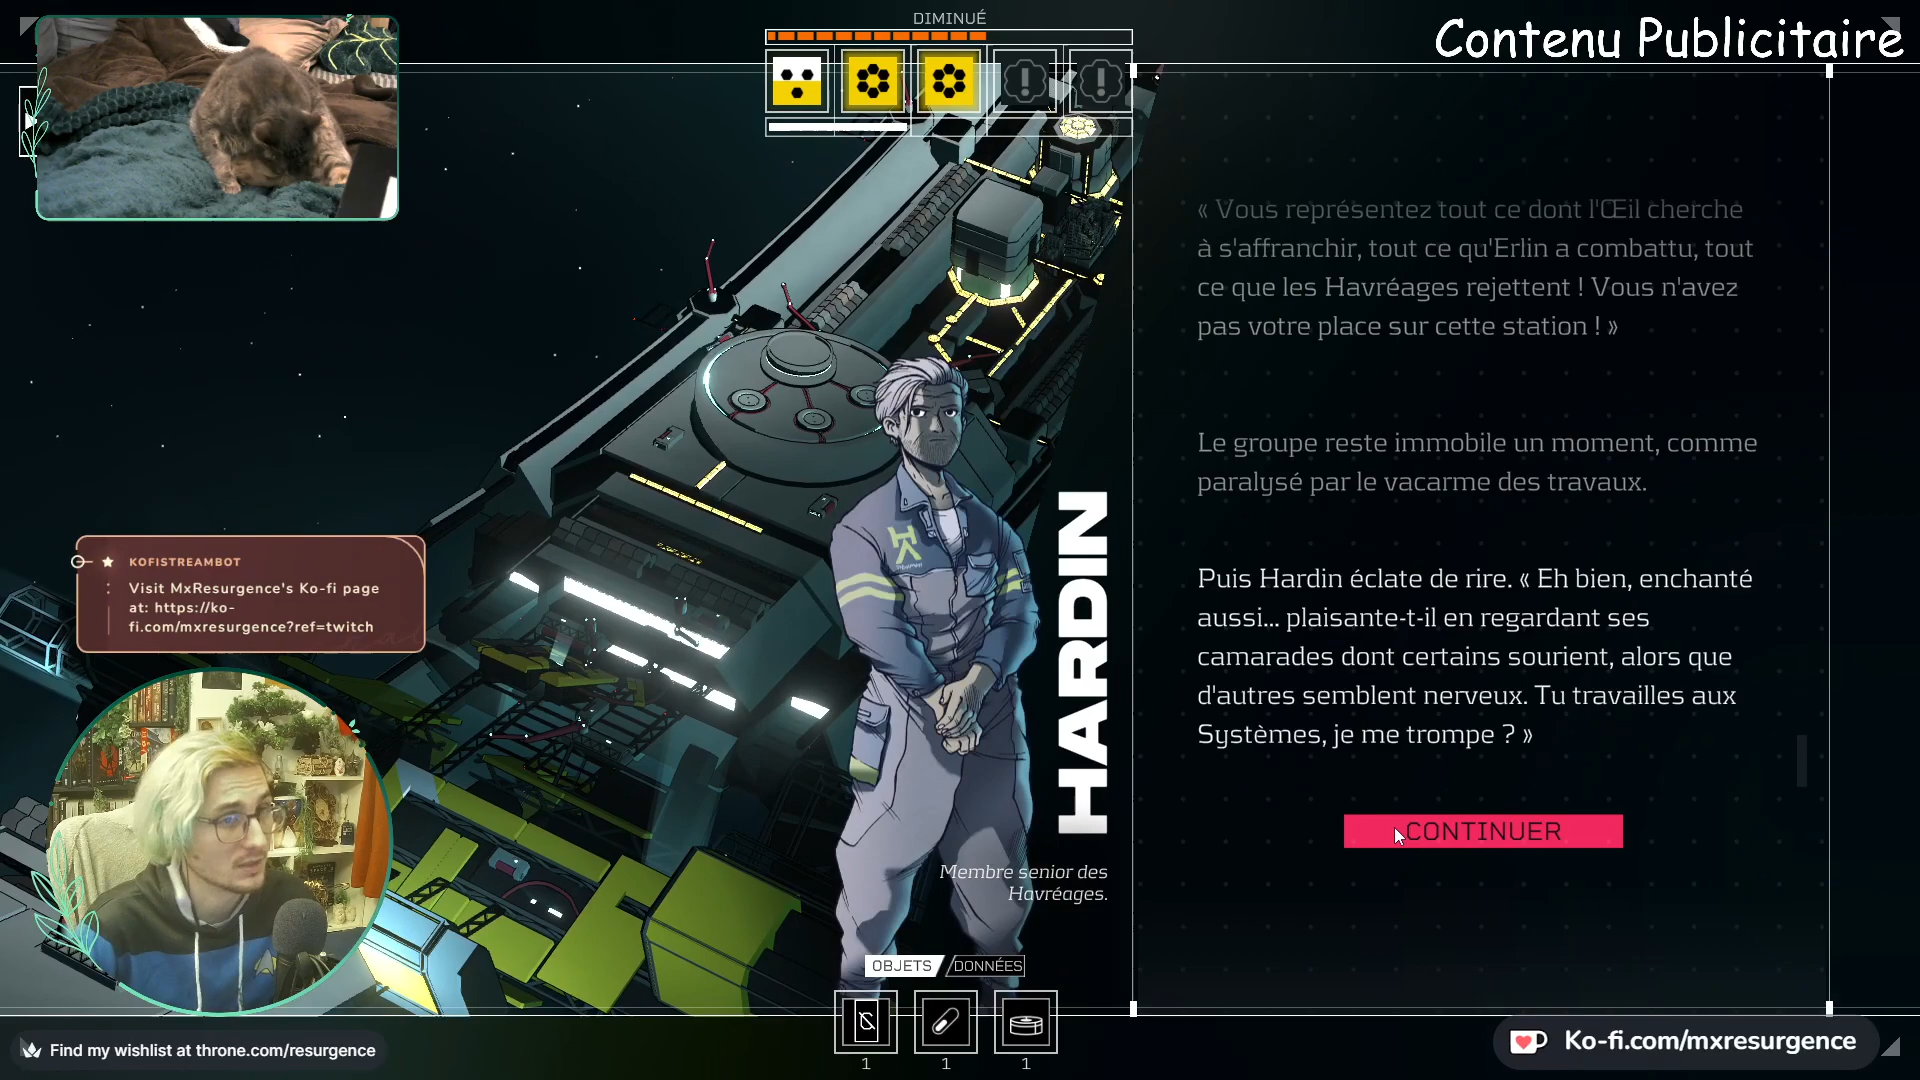 DIMINUÉ
Contenu Publicitaire
« Vous représentez tout ce dont l'Œil cherche
à s'affranchir, tout ce qu'Erlin a combattu, tout
ce que les Havréages rejettent ! Vous n'avez
pas votre place sur cette station ! »
Le groupe reste immobile un moment, comme
paralysé par le vacarme des travaux.
Puis Hardin éclate de rire. « Eh bien, enchanté
aussi... plaisante-t-il en regardant ses
camarades dont certains sourient, alors que
d'autres semblent nerveux. Tu travailles aux
Systèmes, je me trompe ? »
CONTINUER
HARDIN
Membre senior des
Havréages.
KOFISTREAMBOT
Visit MxResurgence's Ko-fi page
at: https://ko-
fi.com/mxresurgence?ref=twitch
OBJETS
DONNÉES
1
1
1
Find my wishlist at throne.com/resurgence
Ko-fi.com/mxresurgence